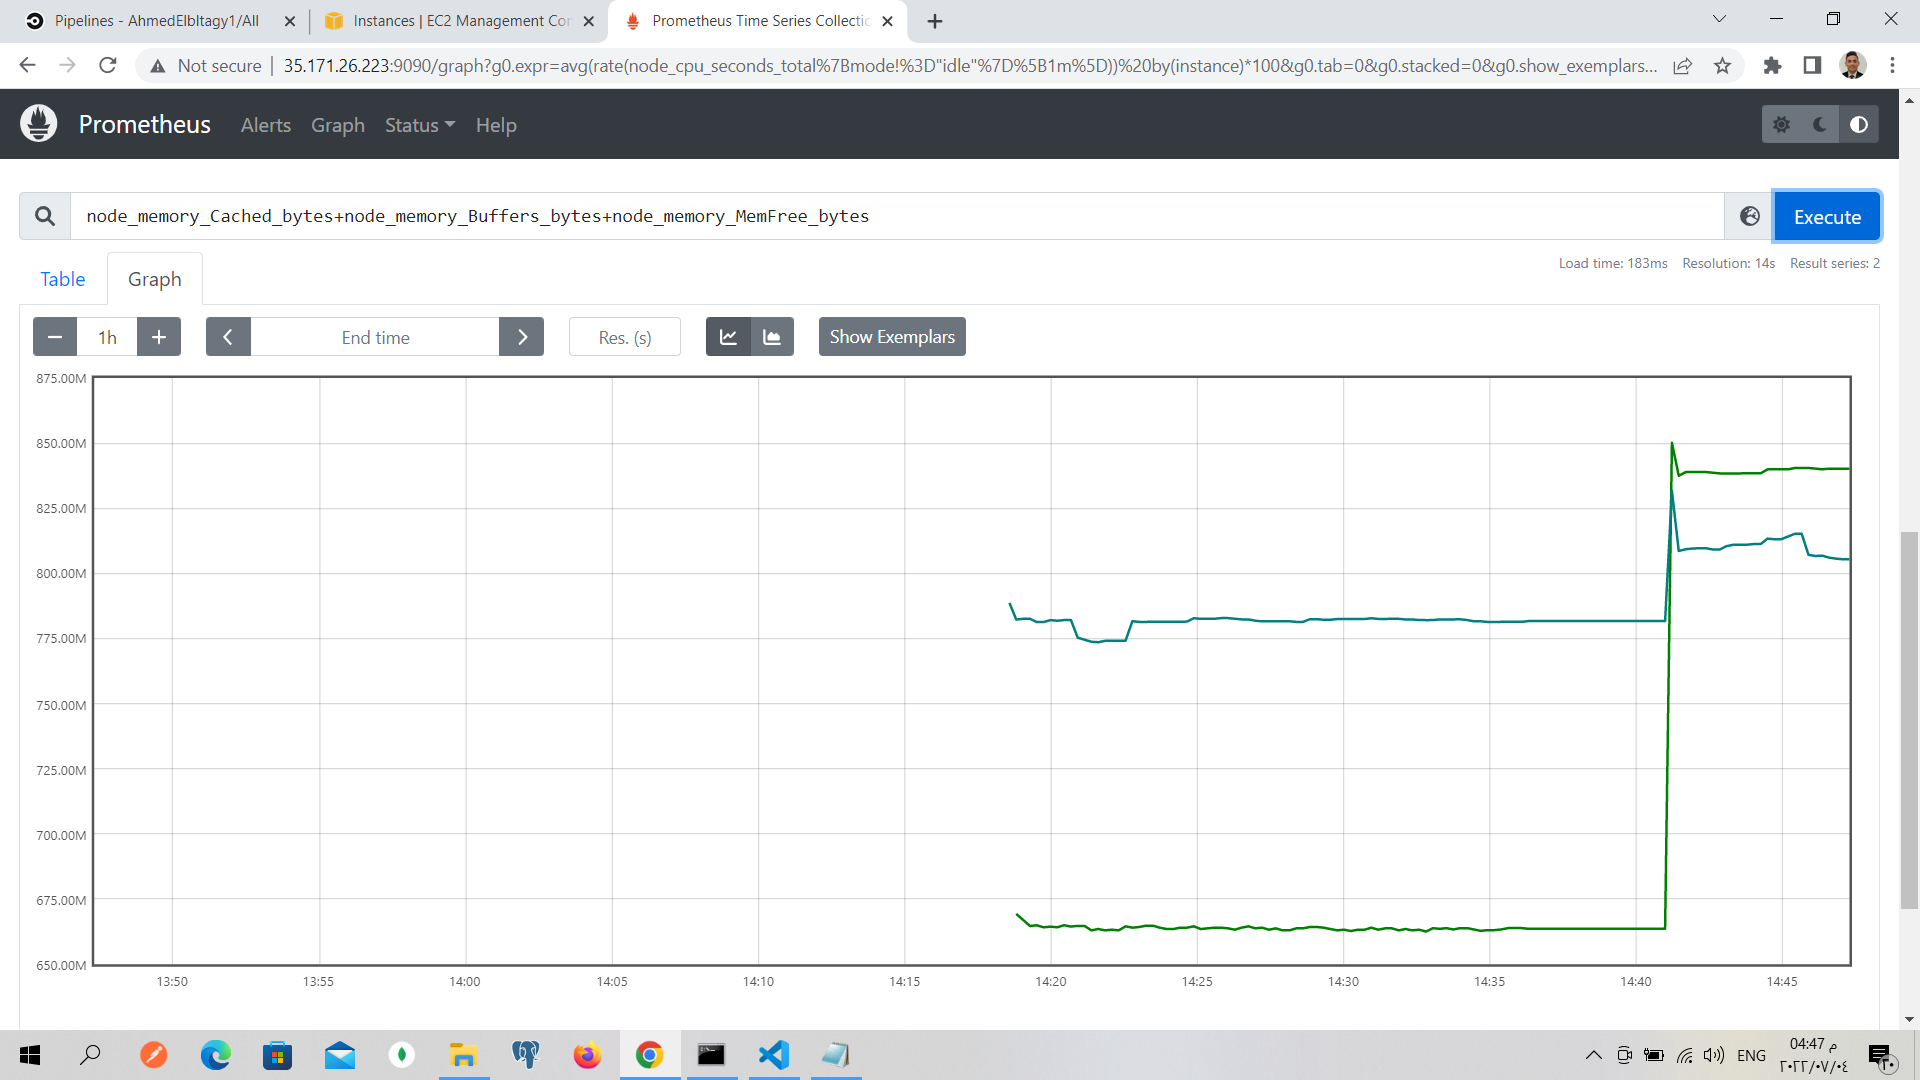 Pipelines - AhmedElbltagy1/All
Instances | EC2 Management Con
Prometheus Time Series Collectic
Not secure
35.171.26.223:9090/graph?g0.expr=avg(rate(node_cpu_seconds_total%7Bmode!%3D"idle"%7D%5B1m%5D))%20by(instance)*100&g0.tab=0&g0.stacked=0&g0.show_exemplars...
Prometheus Alerts Graph Status Help
node_memory_Cached_bytes+node_memory_Buffers_bytes+node_memory_MemFree_bytes
Execute
Load time: 183ms Resolution: 14s Result series: 2
Table
Graph
1h
End time
Res. (s)
Show Exemplars
875.00M
850.00M
825.00M
800.00M
775.00M
750.00M
725.00M
700.00M
675.00M
650.00M
13:50 13:55 14:00 14:05 14:10 14:15 14:20 14:25 14:30 14:35 14:40 14:45
ENG
04:47 م
٢٠٢٢/٠٧/٠٤
٢٠